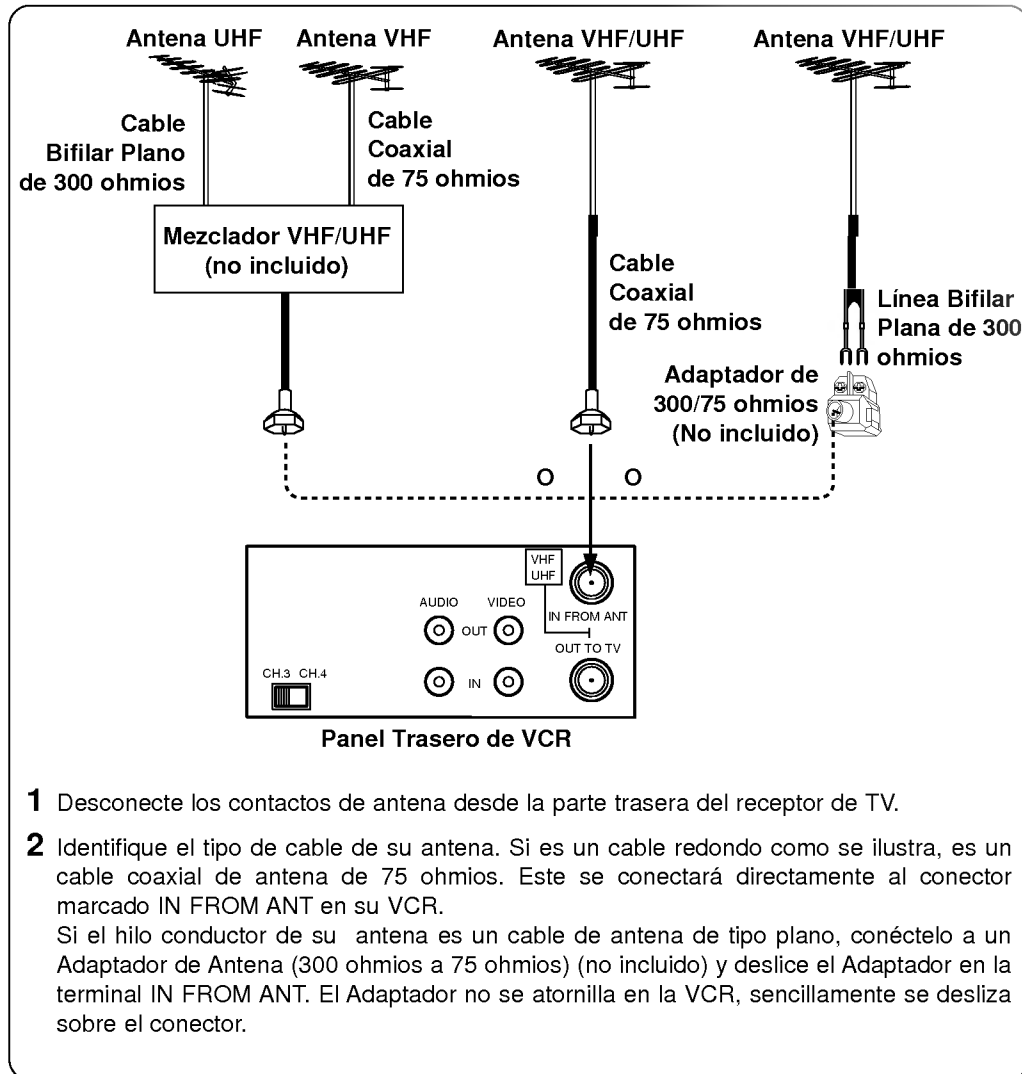 Antena UHF Antena VHF Antena VHF/UHF Antena VHF/UHF
Cable
Bifilar Plano
de 300 ohmios
Cable
Coaxial
de 75 ohmios
Mezclador VHF/UHF
(no incluido)
Cable
Coaxial
de 75 ohmios
Línea Bifilar
Plana de 300
ohmios
Adaptador de
300/75 ohmios
(No incluido)
O O
VHF
UHF
AUDIO VIDEO
IN FROM ANT
OUT
OUT TO TV
CH.3 CH.4
IN
Panel Trasero de VCR
1 Desconecte los contactos de antena desde la parte trasera del receptor de TV.
2 Identifique el tipo de cable de su antena. Si es un cable redondo como se ilustra, es un
cable coaxial de antena de 75 ohmios. Este se conectará directamente al conector
marcado IN FROM ANT en su VCR.
Si el hilo conductor de su antena es un cable de antena de tipo plano, conéctelo a un
Adaptador de Antena (300 ohmios a 75 ohmios) (no incluido) y deslice el Adaptador en la
terminal IN FROM ANT. El Adaptador no se atornilla en la VCR, sencillamente se desliza
sobre el conector.